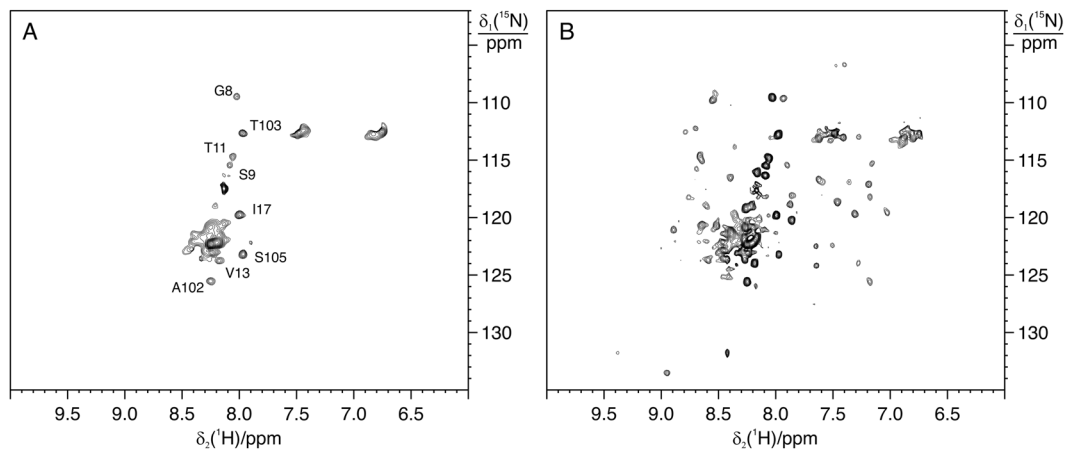 A
B
δ₁(¹⁵N)
ppm
δ₁(¹⁵N)
ppm
G8
T103
T11
S9
I17
S105
V13
A102
110
115
120
125
130
110
115
120
125
130
9.5 9.0 8.5 8.0 7.5 7.0 6.5
9.5 9.0 8.5 8.0 7.5 7.0 6.5
δ₂(¹H)/ppm
δ₂(¹H)/ppm